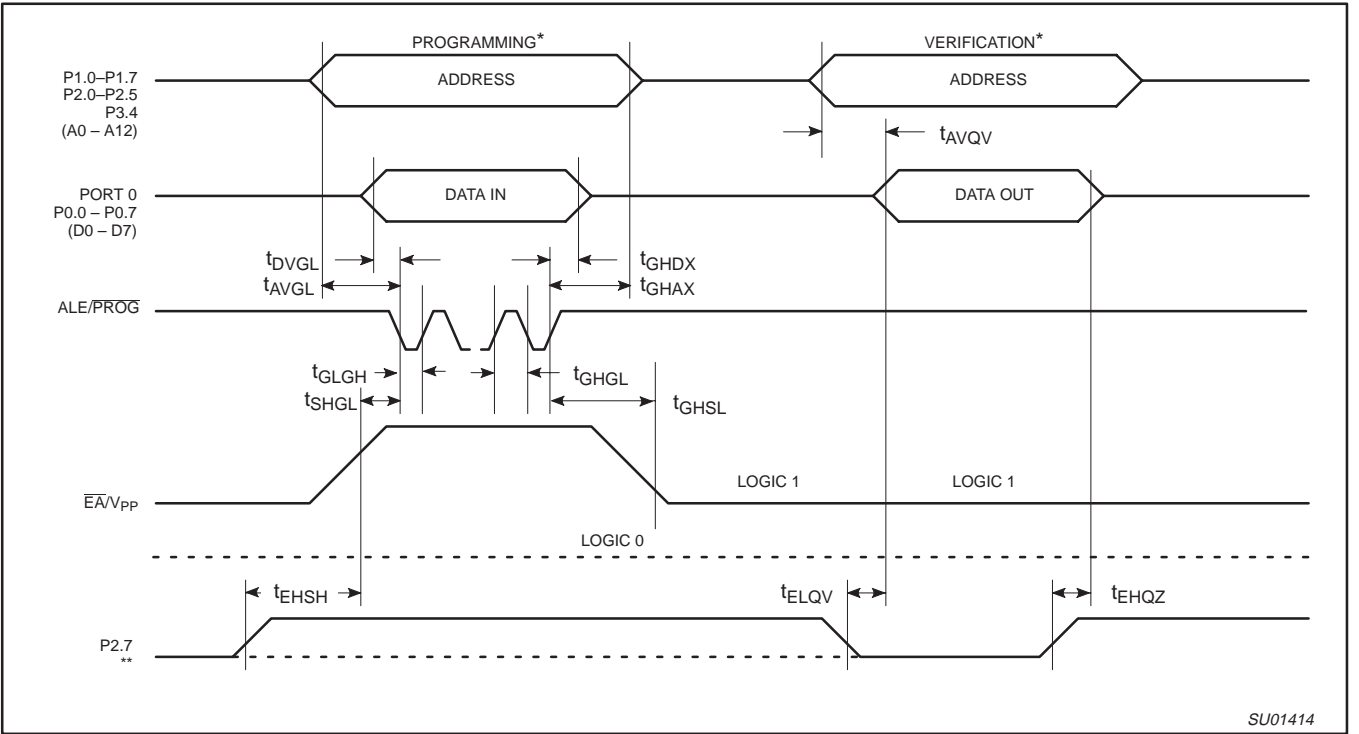 PROGRAMMING*
VERIFICATION*
P1.0–P1.7
P2.0–P2.5
P3.4
(A0 – A12)
ADDRESS
ADDRESS
tAVQV
PORT 0
P0.0 – P0.7
(D0 – D7)
DATA IN
DATA OUT
tDVGL
tGHDX
tAVGL
tGHAX
ALE/PROG
tGLGH
tGHGL
tSHGL
tGHSL
LOGIC 1
LOGIC 1
EA/VPP
LOGIC 0
tEHSH
tELQV
tEHQZ
P2.7
**
SU01414